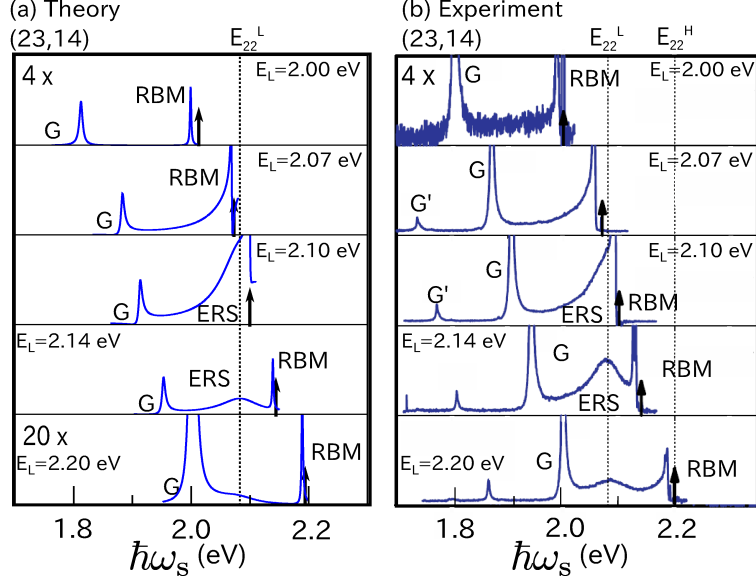 (a) Theory
(23,14)
E₂₂ᴸ
4 x
E_L=2.00 eV
RBM
G
E_L=2.07 eV
RBM
G
E_L=2.10 eV
G
ERS
E_L=2.14 eV
RBM
ERS
G
20 x
E_L=2.20 eV
RBM
G
1.8 2.0 2.2
ℏωₛ (eV)
(b) Experiment
(23,14)
E₂₂ᴸ E₂₂ᴴ
4 x
G
RBM
E_L=2.00 eV
E_L=2.07 eV
G
G'
E_L=2.10 eV
G
G'
RBM
ERS
E_L=2.14 eV
G
RBM
ERS
E_L=2.20 eV
G
RBM
1.8 2.0 2.2
ℏωₛ (eV)